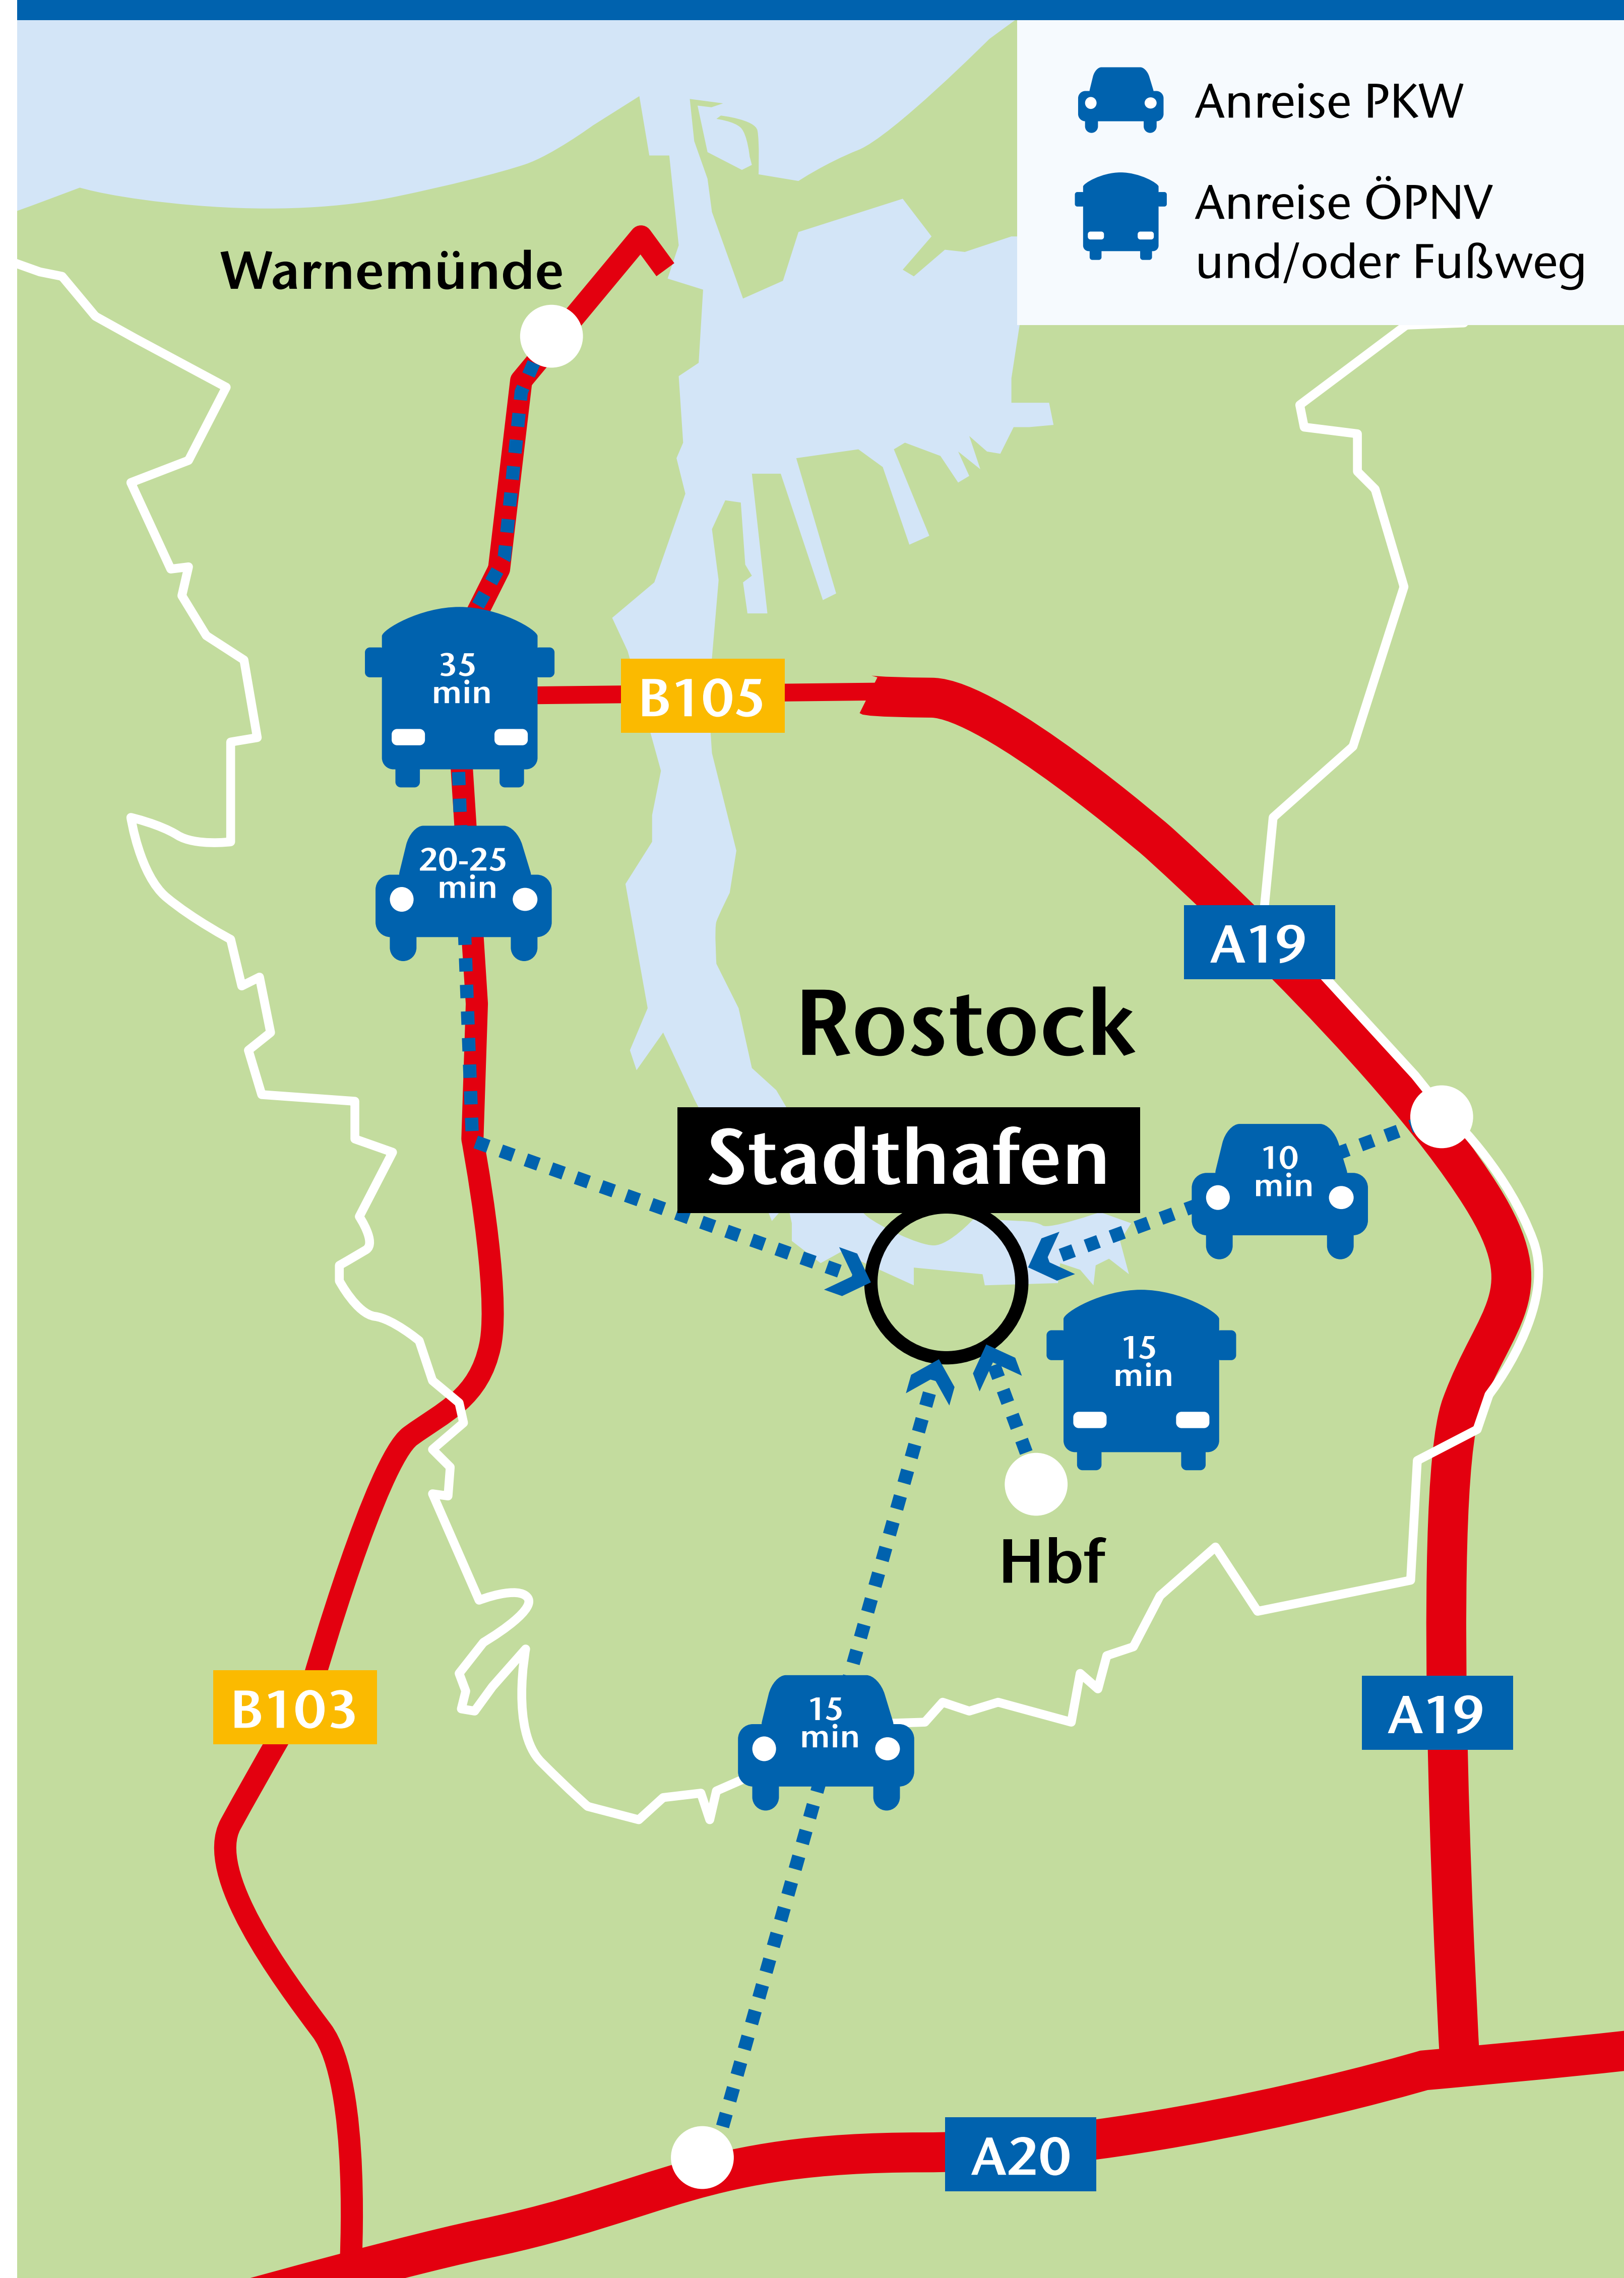 Anreise PKW
Anreise ÖPNV
und/oder Fußweg
Warnemünde
35
min
B105
20-25
min
A19
Rostock
Stadthafen
10
min
15
min
Hbf
B103
15
min
A19
A20